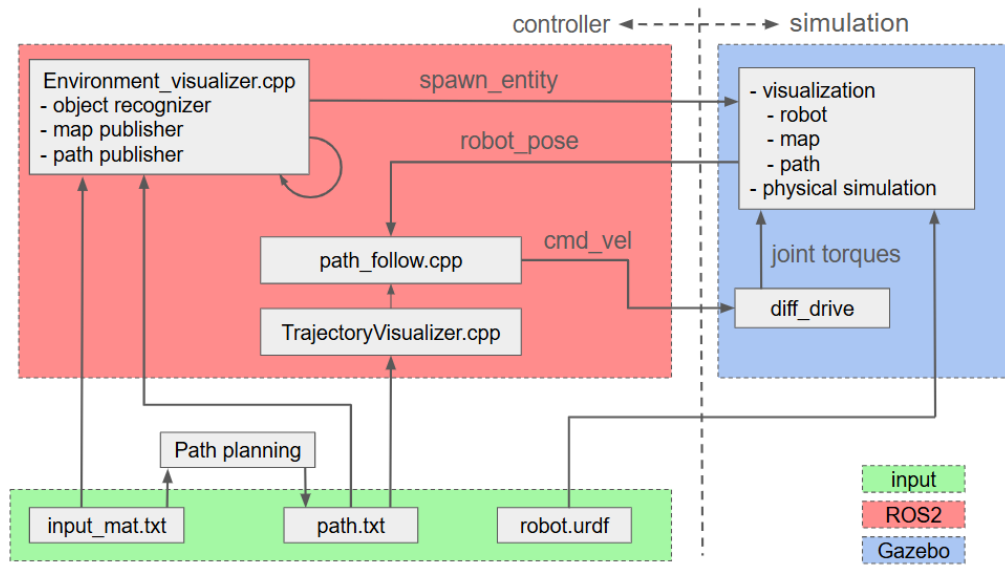 controller
simulation
Environment_visualizer.cpp
- object recognizer
- map publisher
- path publisher
spawn_entity
robot_pose
- visualization
- robot
- map
- path
- physical simulation
path_follow.cpp
cmd_vel
joint torques
diff_drive
TrajectoryVisualizer.cpp
Path planning
input_mat.txt
path.txt
robot.urdf
input
ROS2
Gazebo